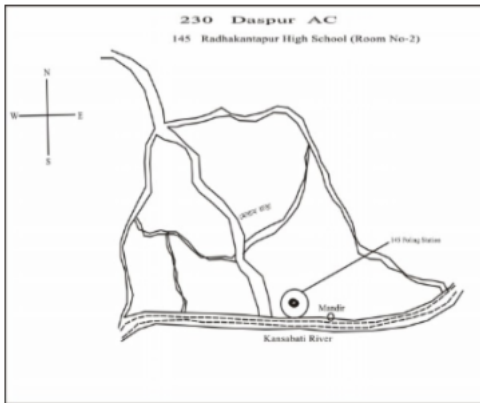 230 Daspur AC
145 Radhakantapur High School (Room No-2)
N
W E
S
145 Poling Station
Mandir
Kansabati River